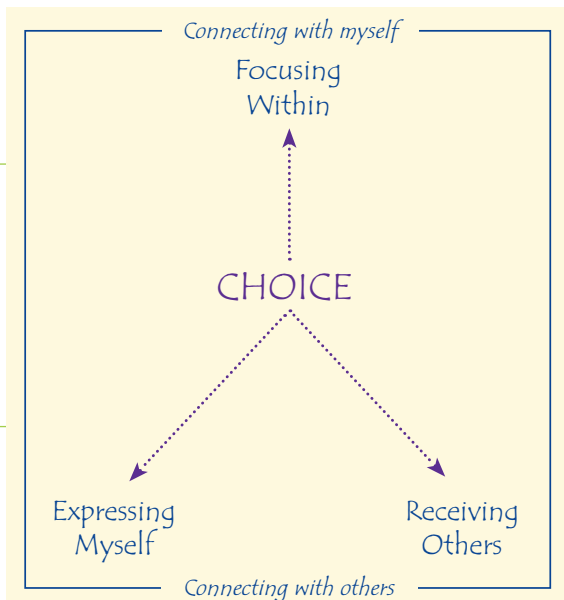 Connecting with myself
Focusing
Within
CHOICE
Expressing
Myself
Receiving
Others
Connecting with others